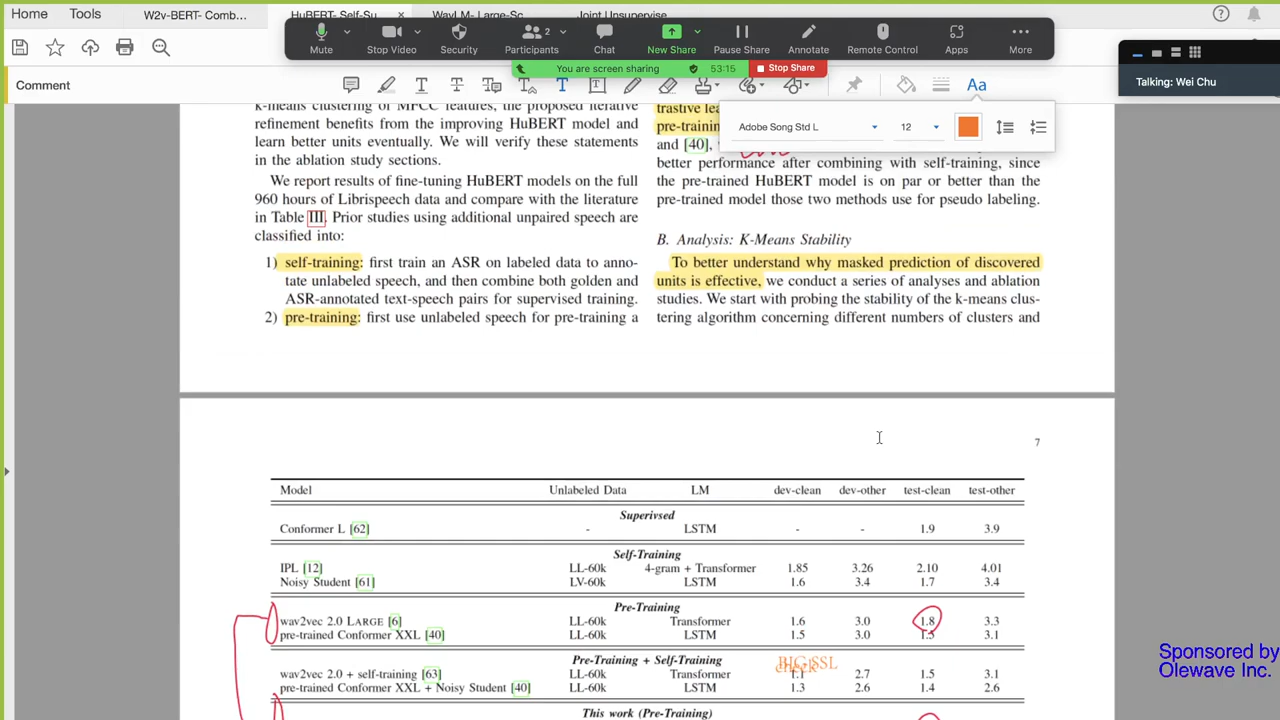 Home
Tools
W2v-BERT- Comb...
HuBERT- Self-Su...
×
WavLM- Large-Sc
Joint Unsupervise
Mute
Stop Video
Security
Participants
2
Chat
New Share
Pause Share
Annotate
Remote Control
Apps
More
You are screen sharing
53:15
Stop Share
Talking: Wei Chu
Comment
Aa
Adobe Song Std L
12
k-means clustering of MFCC features, the proposed iterative
refinement benefits from the improving HuBERT model and
learn better units eventually. We will verify these statements
in the ablation study sections.
We report results of fine-tuning HuBERT models on the full
960 hours of Librispeech data and compare with the literature
in Table III. Prior studies using additional unpaired speech are
classified into:
1) self-training: first train an ASR on labeled data to anno-
tate unlabeled speech, and then combine both golden and
ASR-annotated text-speech pairs for supervised training.
2) pre-training: first use unlabeled speech for pre-training a
trastive lea
pre-training
and [40],
better performance after combining with self-training, since
the pre-trained HuBERT model is on par or better than the
pre-trained model those two methods use for pseudo labeling.
B. Analysis: K-Means Stability
To better understand why masked prediction of discovered
units is effective, we conduct a series of analyses and ablation
studies. We start with probing the stability of the k-means clus-
tering algorithm concerning different numbers of clusters and
7
Model Unlabeled Data LM dev-clean dev-other test-clean test-other
Superivsed
Conformer L [62] - LSTM - - 1.9 3.9
Self-Training
IPL [12] LL-60k 4-gram + Transformer 1.85 3.26 2.10 4.01
Noisy Student [61] LV-60k LSTM 1.6 3.4 1.7 3.4
Pre-Training
wav2vec 2.0 LARGE [6] LL-60k Transformer 1.6 3.0 1.8 3.3
pre-trained Conformer XXL [40] LL-60k LSTM 1.5 3.0 1.5 3.1
Pre-Training + Self-Training
BIG SSL
check
wav2vec 2.0 + self-training [63] LL-60k Transformer 1.1 2.7 1.5 3.1
pre-trained Conformer XXL + Noisy Student [40] LL-60k LSTM 1.3 2.6 1.4 2.6
This work (Pre-Training)
Sponsored by
Olewave Inc.